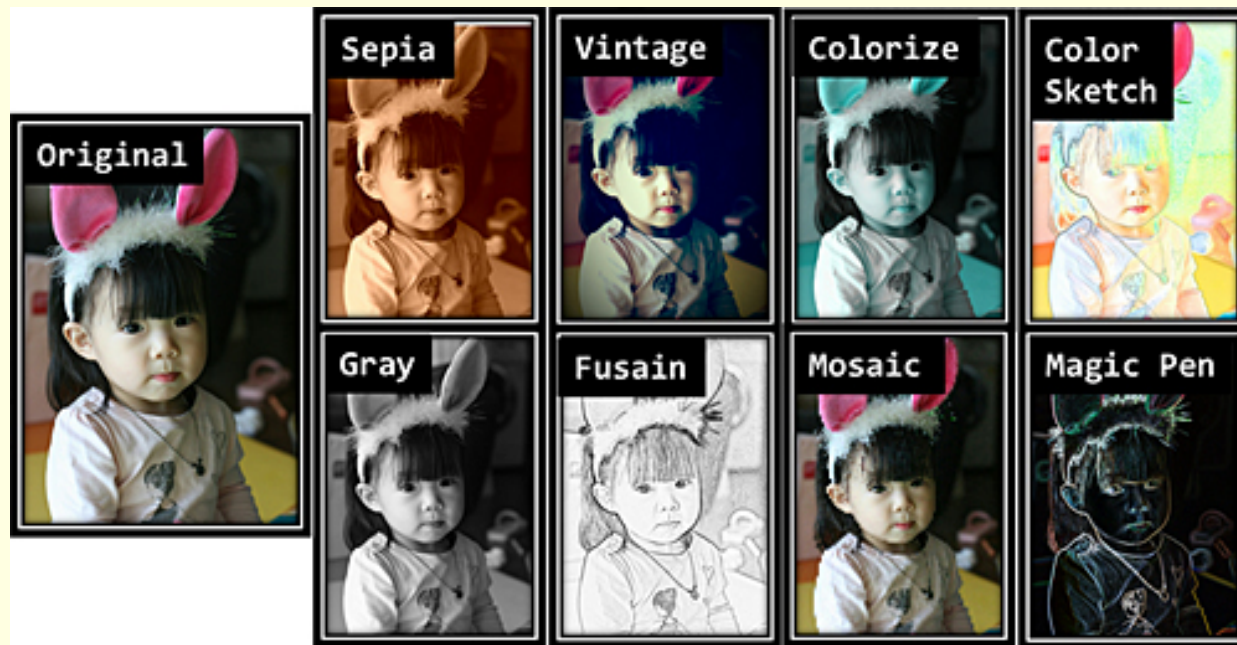 Original
Sepia
Vintage
Colorize
Color
Sketch
Gray
Fusain
Mosaic
Magic Pen